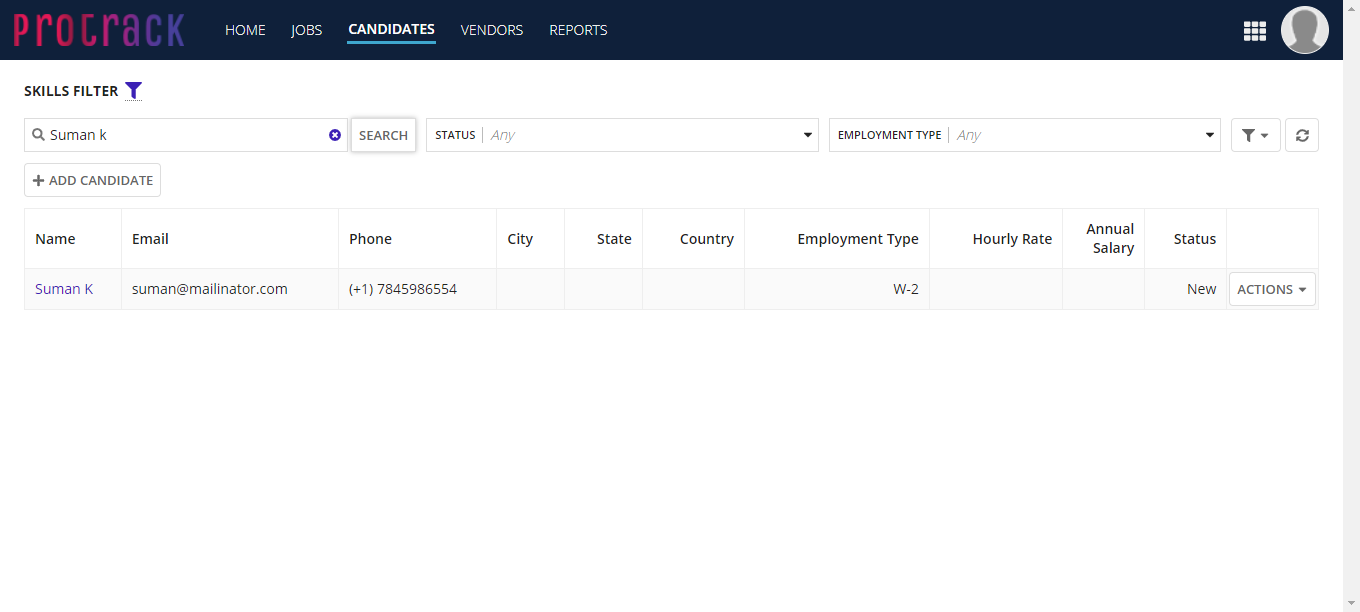 protrack HOME JOBS CANDIDATES VENDORS REPORTS
SKILLS FILTER
Suman k SEARCH STATUS Any EMPLOYMENT TYPE Any
ADD CANDIDATE
Name Email Phone City State Country Employment Type Hourly Rate Annual Salary Status
Suman K suman@mailinator.com (+1) 7845986554 W-2 New ACTIONS